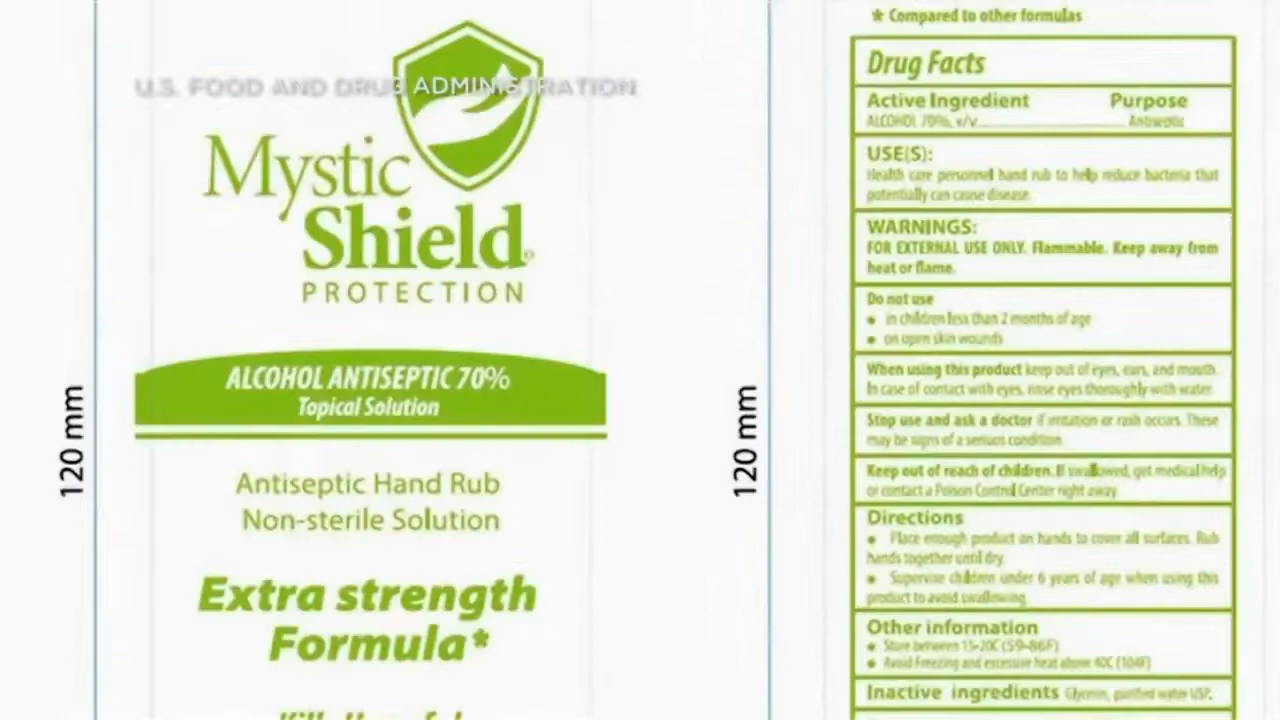 U.S. FOOD AND DRUG ADMINISTRATION
Mystic
Shield®
PROTECTION
ALCOHOL ANTISEPTIC 70%
Topical Solution
Antiseptic Hand Rub
Non-sterile Solution
Extra strength
Formula*
120 mm
120 mm
* Compared to other formulas
Drug Facts
Active Ingredient Purpose
ALCOHOL 70%, v/v Antiseptic
USE(S):
Health care personnel hand rub to help reduce bacteria that
potentially can cause disease.
WARNINGS:
FOR EXTERNAL USE ONLY. Flammable. Keep away from
heat or flame.
Do not use
● in children less than 2 months of age
● on open skin wounds
When using this product keep out of eyes, ears, and mouth.
In case of contact with eyes, rinse eyes thoroughly with water.
Stop use and ask a doctor if irritation or rash occurs. These
may be signs of a serious condition.
Keep out of reach of children. If swallowed, get medical help
or contact a Poison Control Center right away.
Directions
● Place enough product on hands to cover all surfaces. Rub
hands together until dry.
● Supervise children under 6 years of age when using this
product to avoid swallowing.
Other information
● Store between 15-20C (59-86F)
● Avoid Freezing and excessive heat above 40C (104F)
Inactive ingredients Glycerin, purified water USP.